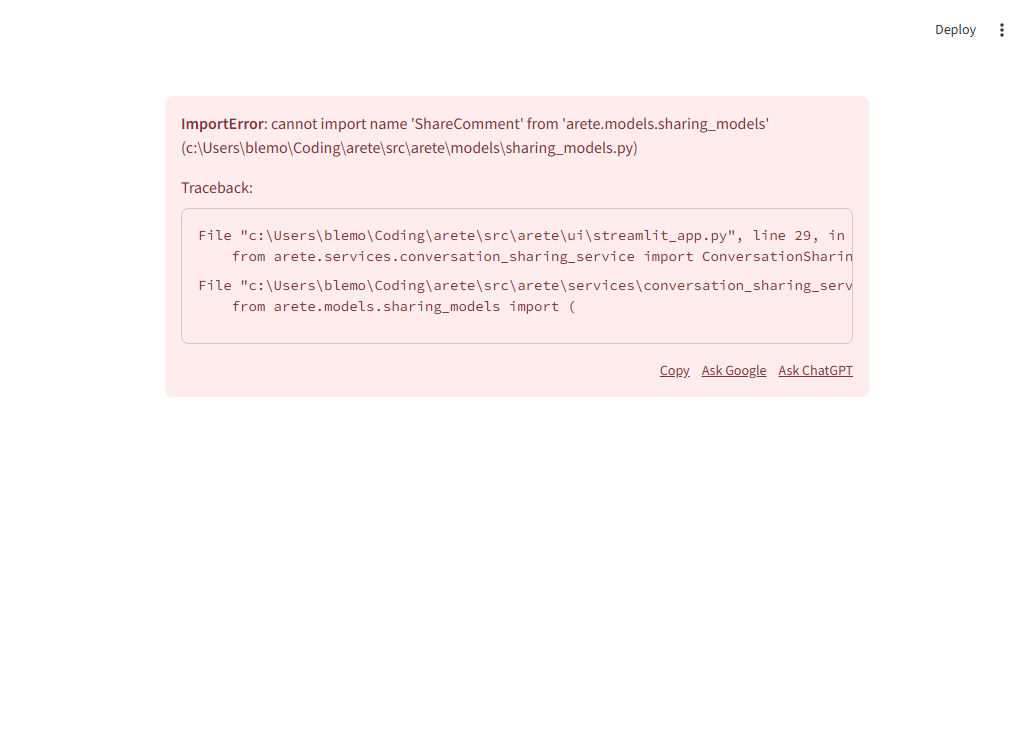 Deploy
ImportError: cannot import name 'ShareComment' from 'arete.models.sharing_models'
(c:\Users\blemo\Coding\arete\src\arete\models\sharing_models.py)
Traceback:
File "c:\Users\blemo\Coding\arete\src\arete\ui\streamlit_app.py", line 29, in
from arete.services.conversation_sharing_service import ConversationSharin
File "c:\Users\blemo\Coding\arete\src\arete\services\conversation_sharing_serv
from arete.models.sharing_models import (
Copy Ask Google Ask ChatGPT